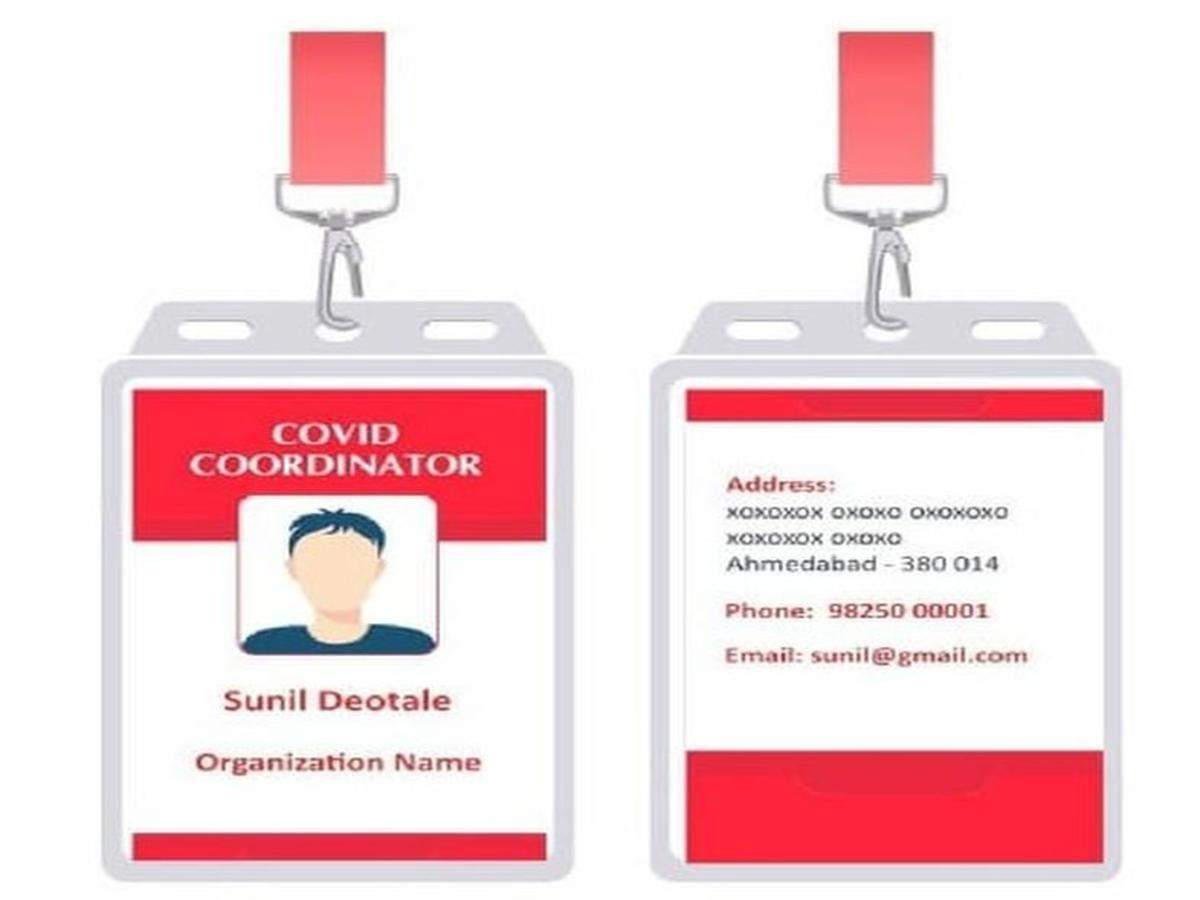 COVID
COORDINATOR
Sunil Deotale
Organization Name
Address:
xoxoxox oxoxo oxoxoxo
xoxoxox oxoxo
Ahmedabad - 380 014
Phone: 98250 00001
Email: sunil@gmail.com